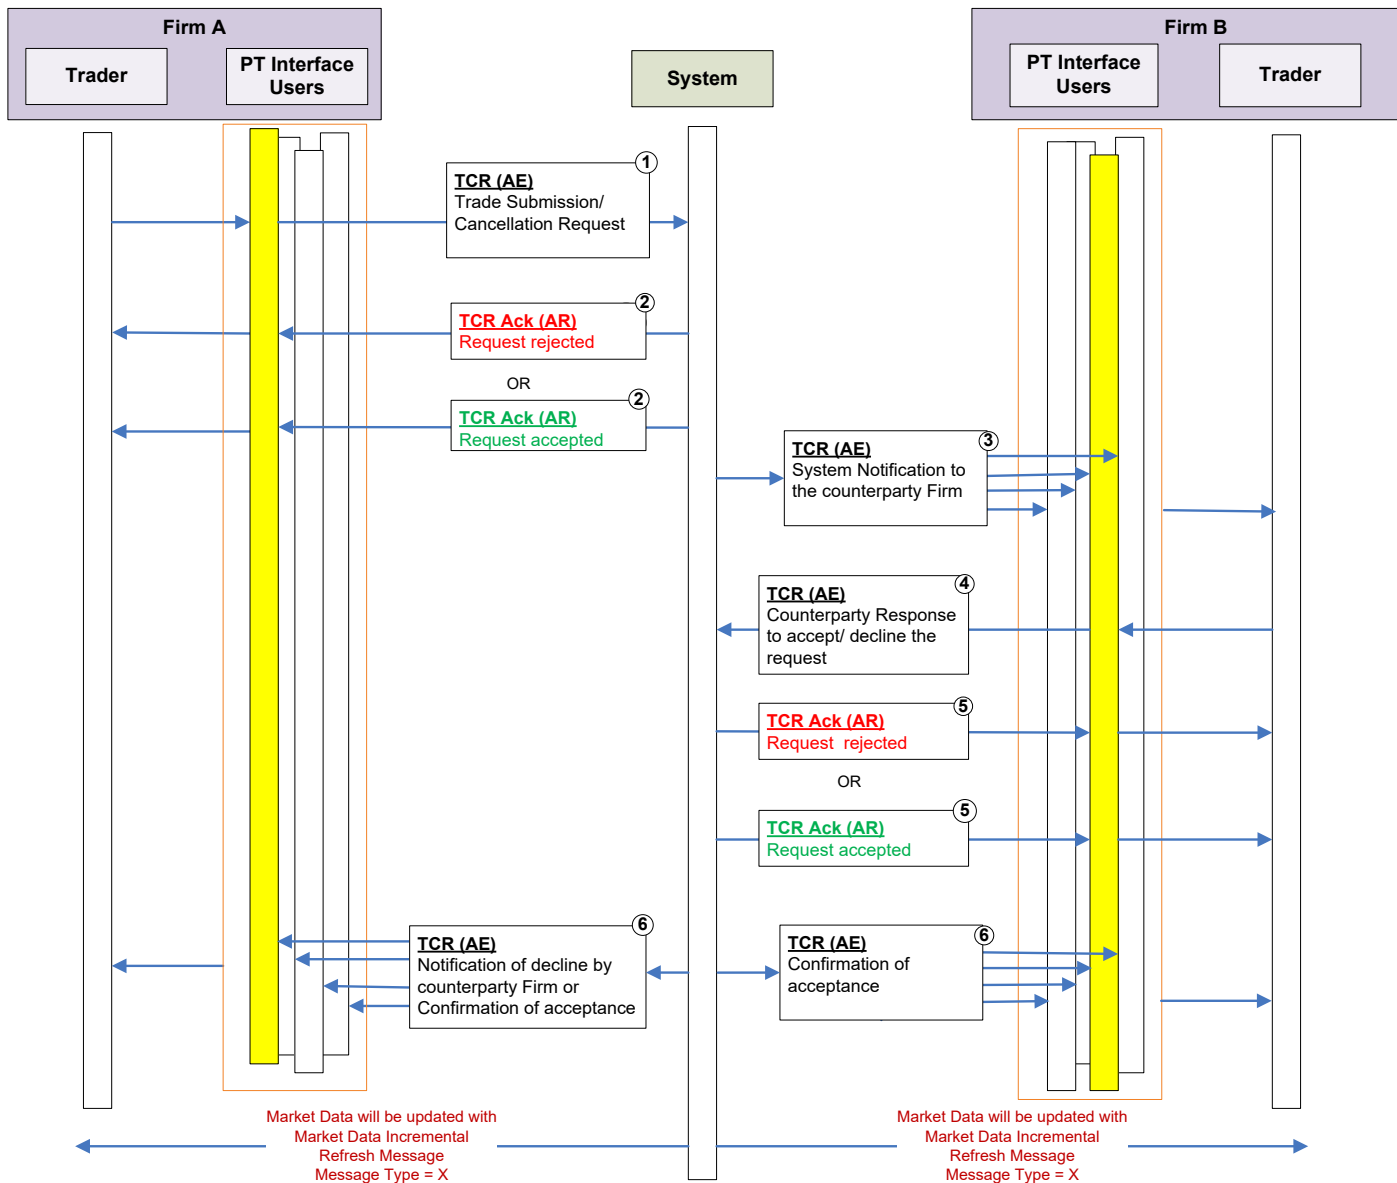 Firm A
Trader
PT Interface
Users
System
Firm B
PT Interface
Users
Trader
1
TCR (AE)
Trade Submission/
Cancellation Request
2
TCR Ack (AR)
Request rejected
OR
2
TCR Ack (AR)
Request accepted
3
TCR (AE)
System Notification to
the counterparty Firm
4
TCR (AE)
Counterparty Response
to accept/ decline the
request
5
TCR Ack (AR)
Request  rejected
OR
5
TCR Ack (AR)
Request accepted
6
TCR (AE)
Notification of decline by
counterparty Firm or
Confirmation of acceptance
6
TCR (AE)
Confirmation of
acceptance
Market Data will be updated with
Market Data Incremental
Refresh Message
Message Type = X
Market Data will be updated with
Market Data Incremental
Refresh Message
Message Type = X